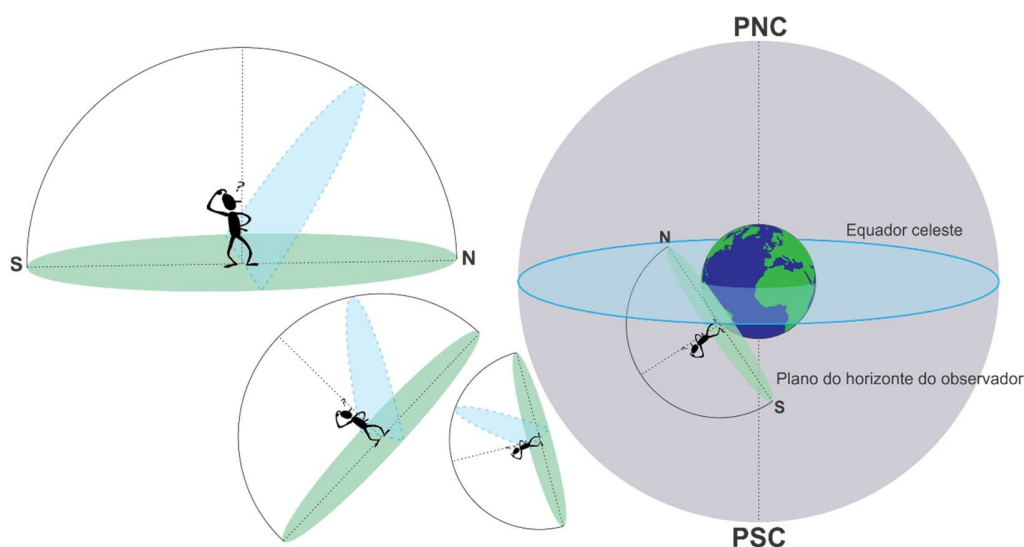 PNC
?
S
N
Equador celeste
N
?
Plano do horizonte do observador
S
PSC